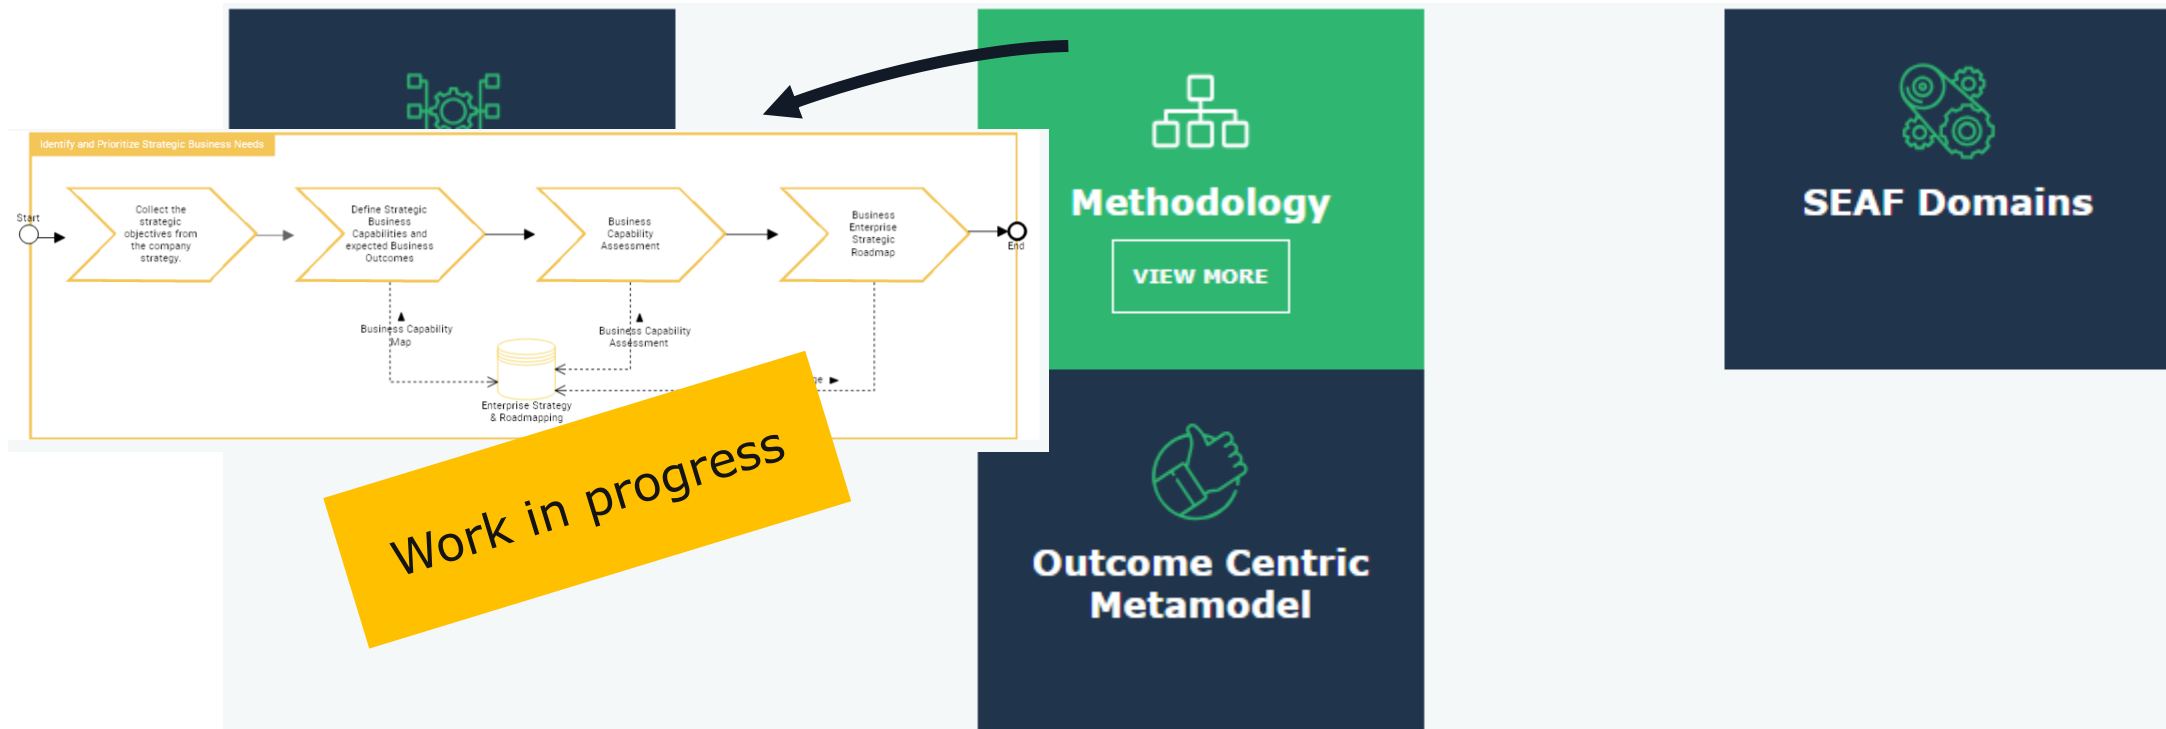 Identify and Prioritize Strategic Business Needs
Start
Collect the
strategic
objectives from
the company
strategy.
Define Strategic
Business
Capabilities and
expected Business
Outcomes
Business
Capability
Assessment
Business
Enterprise
Strategic
Roadmap
End
Business Capability
Map
Business Capability
Assessment
Enterprise Strategy
& Roadmapping
Work in progress
Methodology
VIEW MORE
SEAF Domains
Outcome Centric
Metamodel